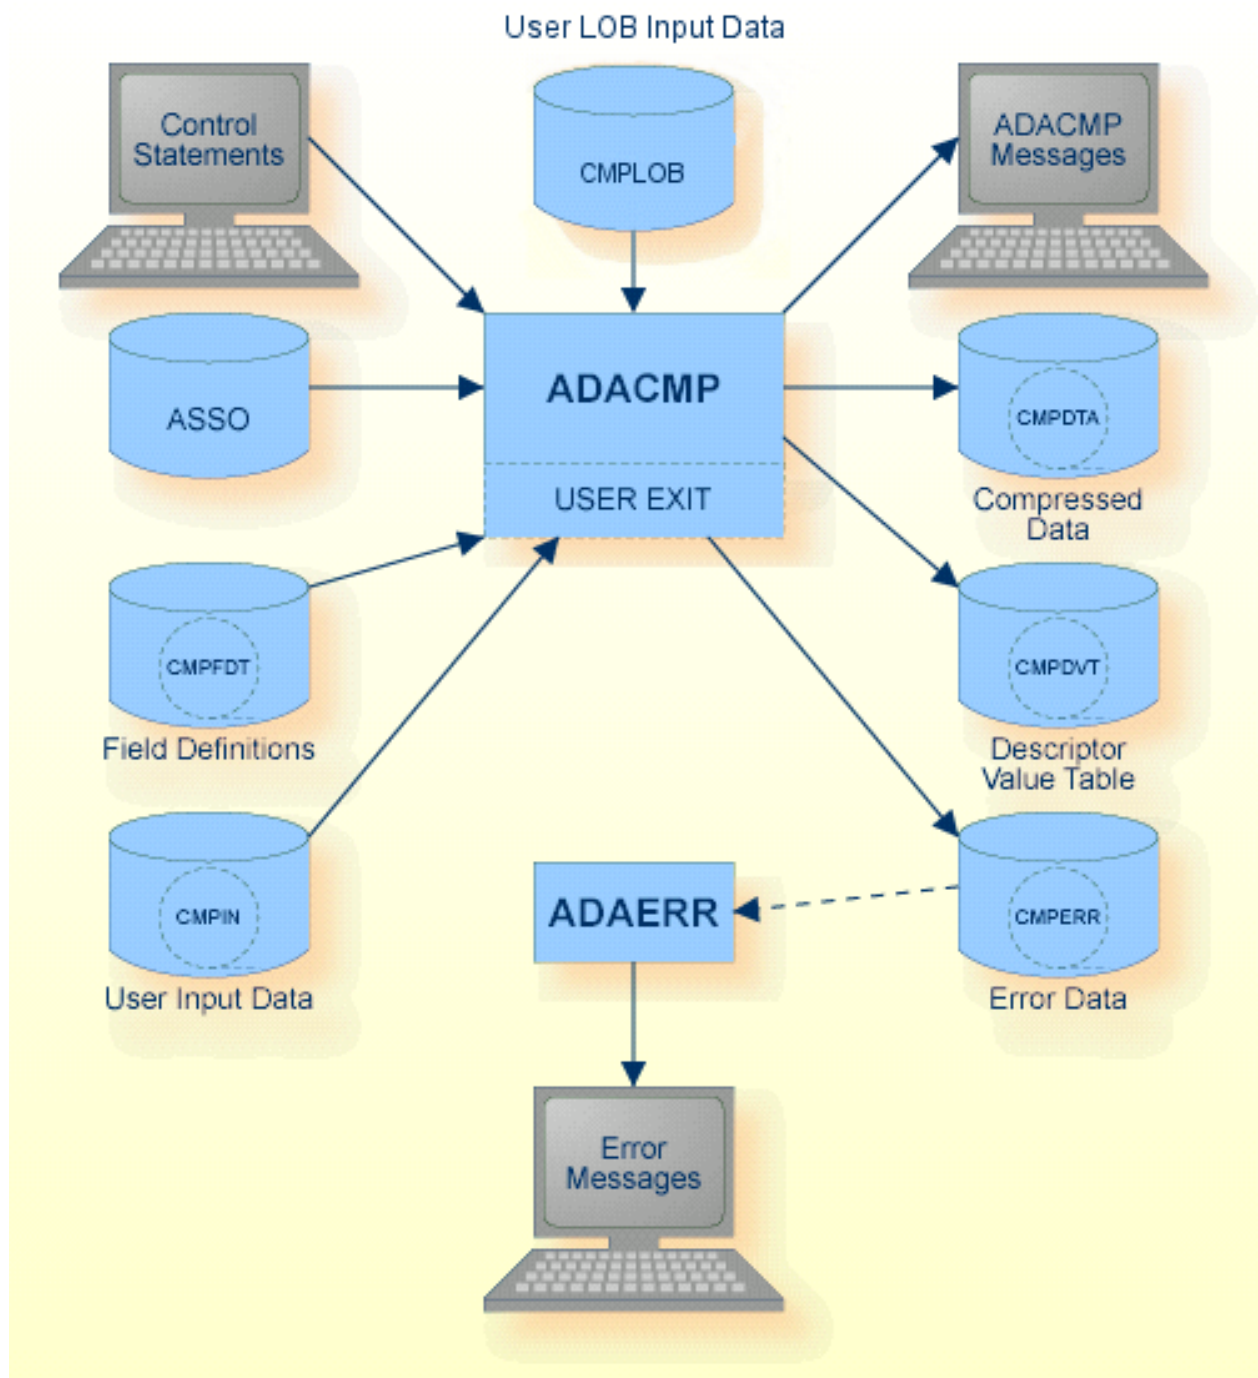 User LOB Input Data
Control
Statements
CMPLOB
ADACMP
Messages
ASSO
ADACMP
USER EXIT
CMPDTA
Compressed
Data
CMPFDT
Field Definitions
CMPDVT
Descriptor
Value Table
CMPIN
User Input Data
ADAERR
CMPERR
Error Data
Error
Messages